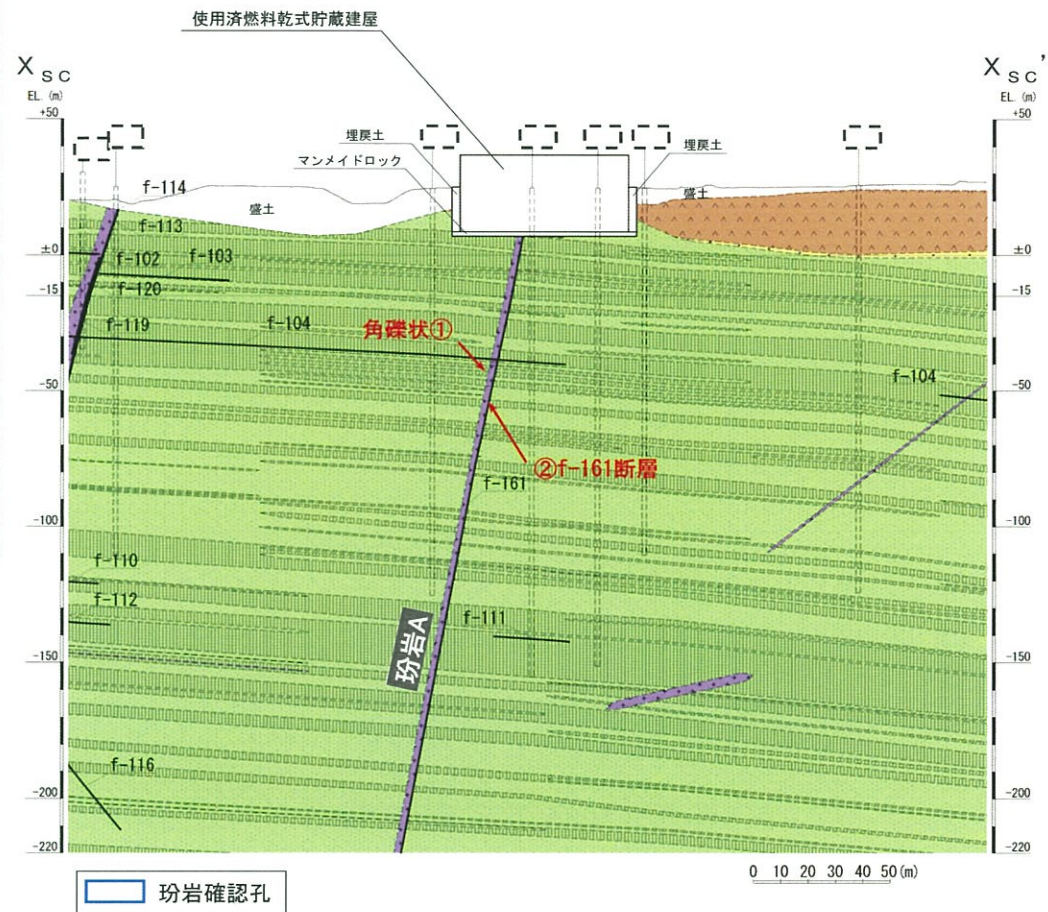 使用済燃料乾式貯蔵建屋
X SC
X SC'
EL. (m)
EL. (m)
+50
+50
埋戻土
埋戻土
マンメイドロック
f-114
盛土
盛土
f-113
±0
f-102
f-103
±0
-15
f-120
-15
f-119
f-104
角礫状①
-50
f-104
-50
②f-161断層
f-161
-100
-100
f-110
f-112
f-111
玢岩A
-150
-150
f-116
-200
-200
-220
-220
0 10 20 30 40 50(m)
玢岩確認孔